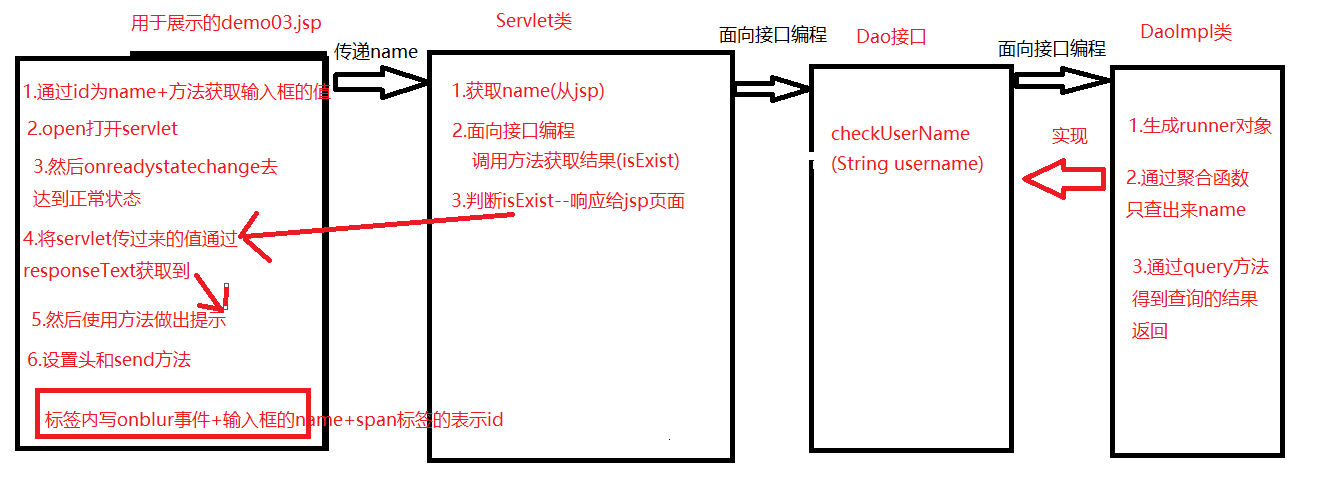 用于展示的demo03.jsp
1.通过id为name+方法获取输入框的值
2.open打开servlet
3.然后onreadystatechange去
达到正常状态
4.将servlet传过来的值通过
responseText获取到
5.然后使用方法做出提示
6.设置头和send方法
标签内写onblur事件+输入框的name+span标签的表示id
传递name
Servlet类
1.获取name(从jsp)
2.面向接口编程
调用方法获取结果(isExist)
3.判断isExist--响应给jsp页面
面向接口编程
Dao接口
checkUserName
(String username)
面向接口编程
实现
DaoImpl类
1.生成runner对象
2.通过聚合函数
只查出来name
3.通过query方法
得到查询的结果
返回